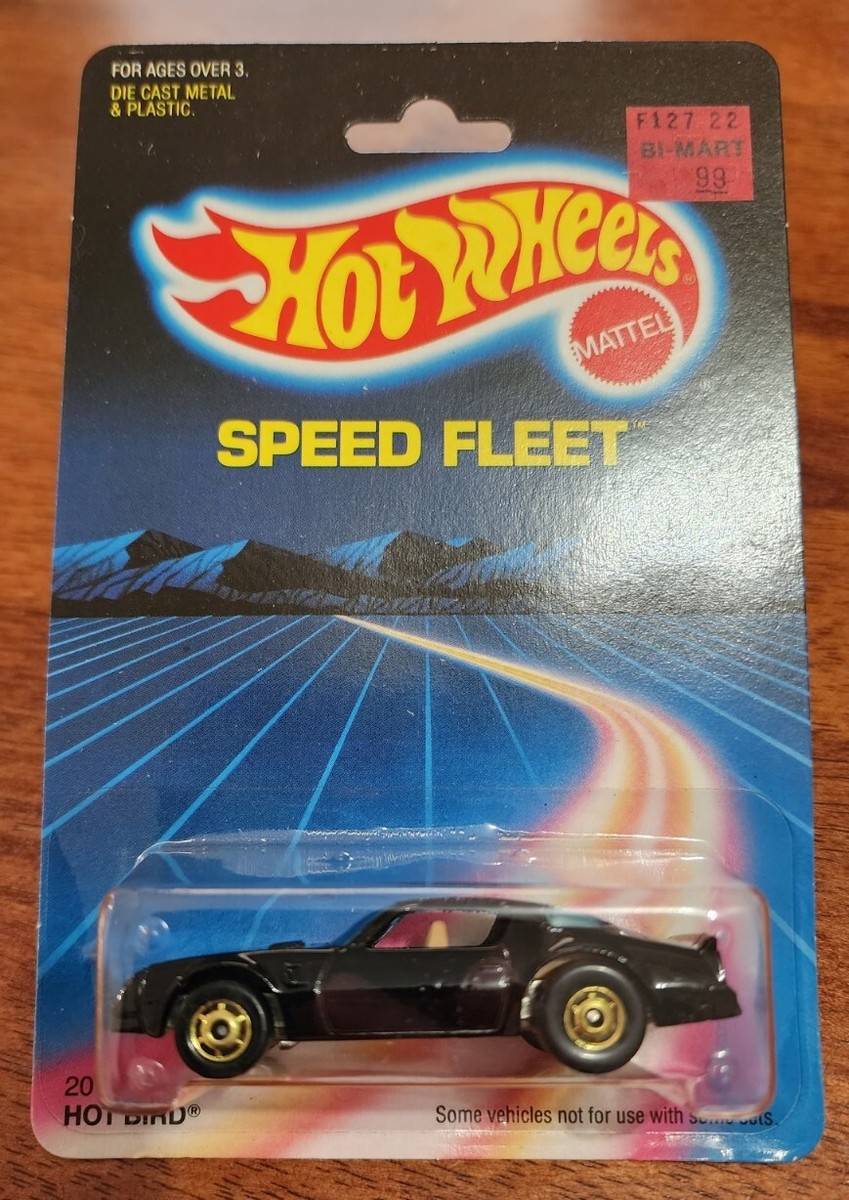 FOR AGES OVER 3.
DIE CAST METAL
& PLASTIC.
F127 22
BI-MART
99
HOT WHEELS®
MATTEL
SPEED FLEET™
20
HOT BIRD®
Some vehicles not for use with some sets.